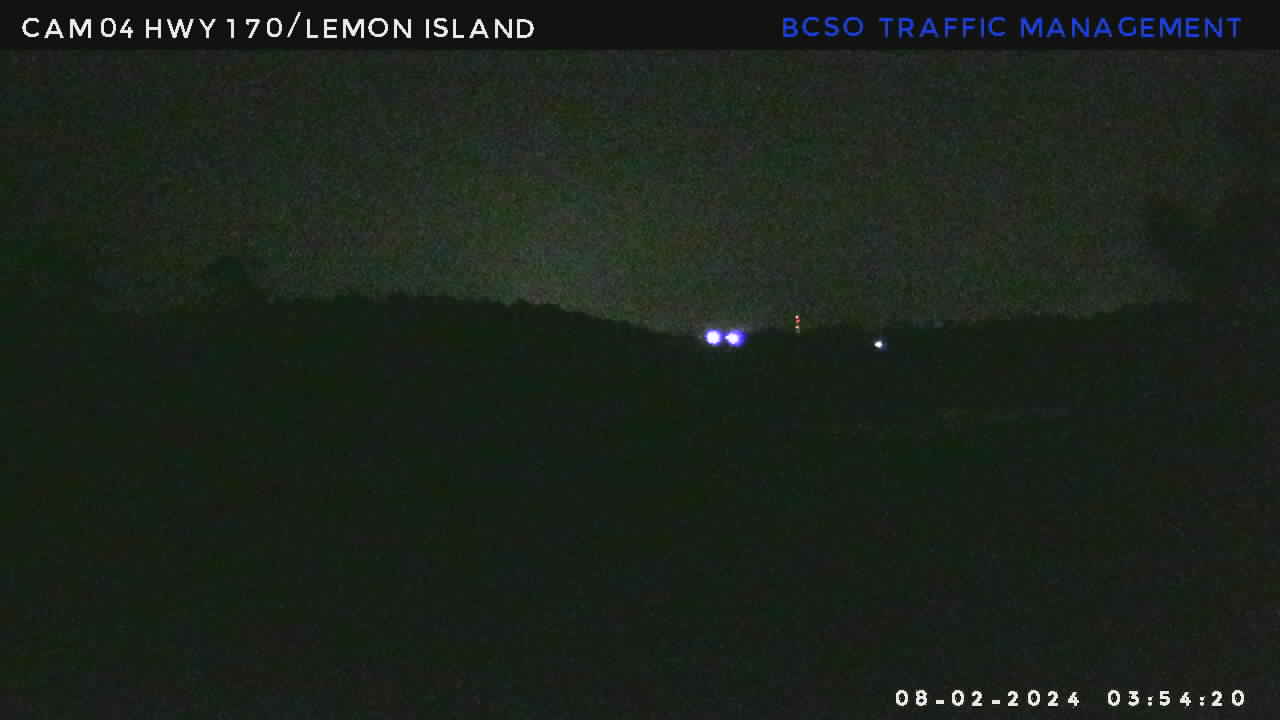 CAM04 HWY 170/LEMON ISLAND
BCSO TRAFFIC MANAGEMENT
08-02-2024 03:54:20